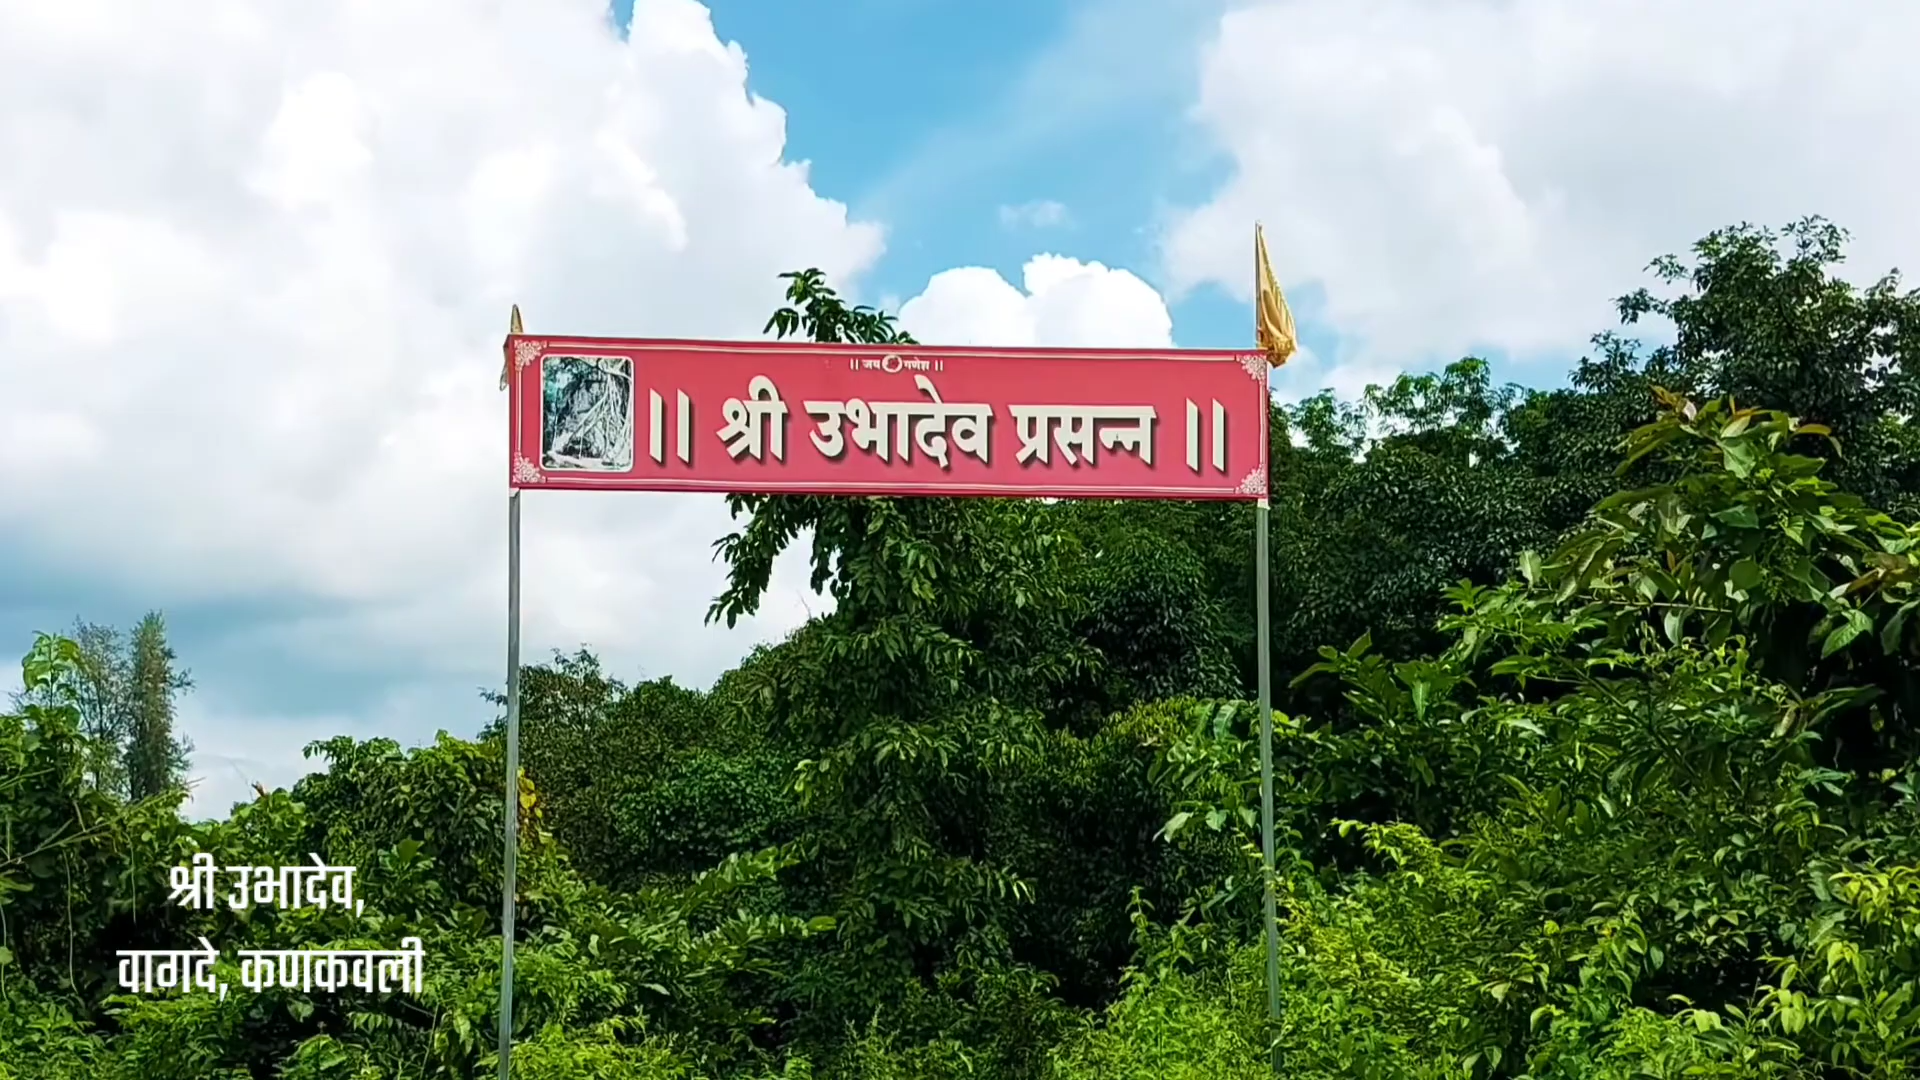 || जय गणेश ||
|| श्री उभादेव प्रसन्न ||
श्री उभादेव,
वागदे, कणकवली